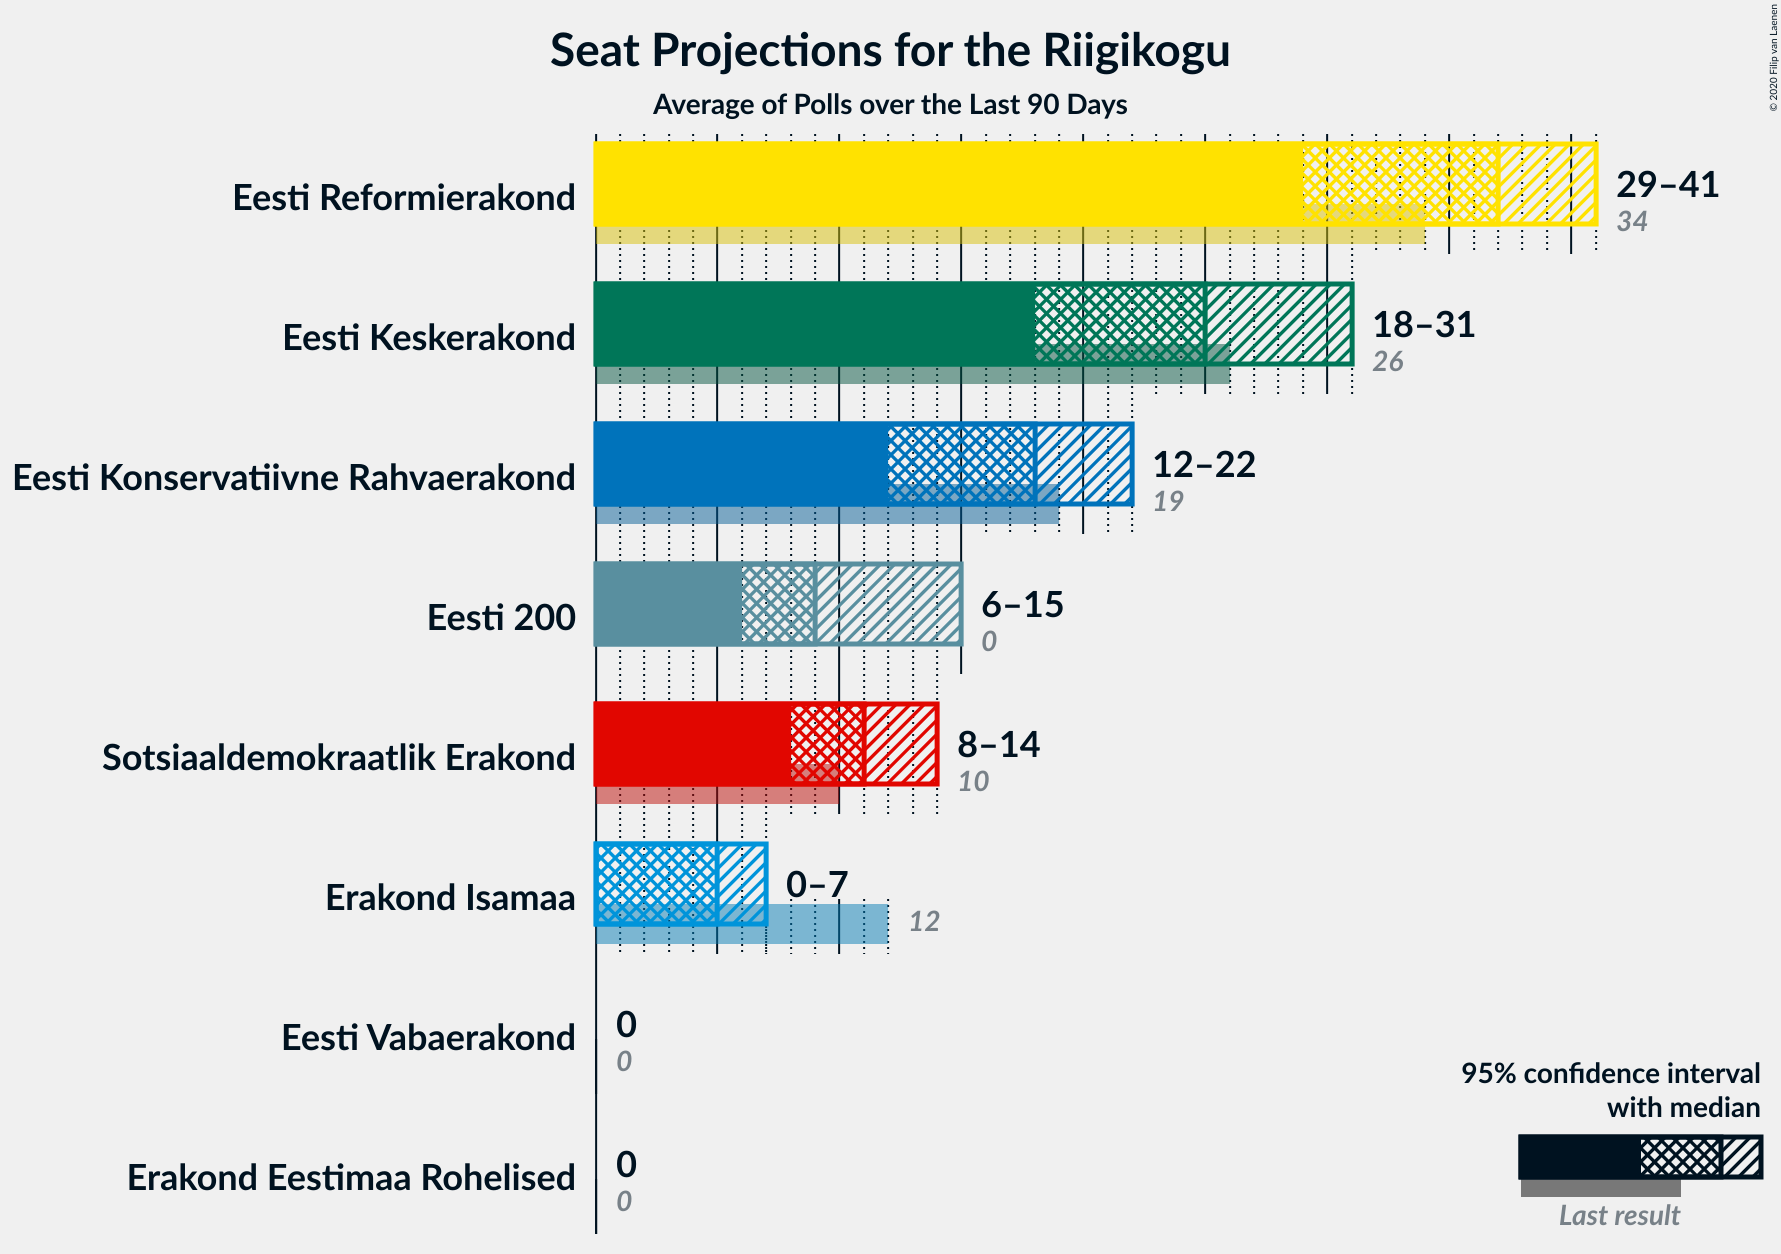 Seat Projections for the Riigikogu
Average of Polls over the Last 90 Days
© 2020 Filip van Laenen
Eesti Reformierakond
29–41
34
Eesti Keskerakond
18–31
26
Eesti Konservatiivne Rahvaerakond
12–22
19
Eesti 200
6–15
0
Sotsiaaldemokraatlik Erakond
8–14
10
Erakond Isamaa
0–7
12
Eesti Vabaerakond
0
0
Erakond Eestimaa Rohelised
0
0
95% confidence interval
with median
Last result